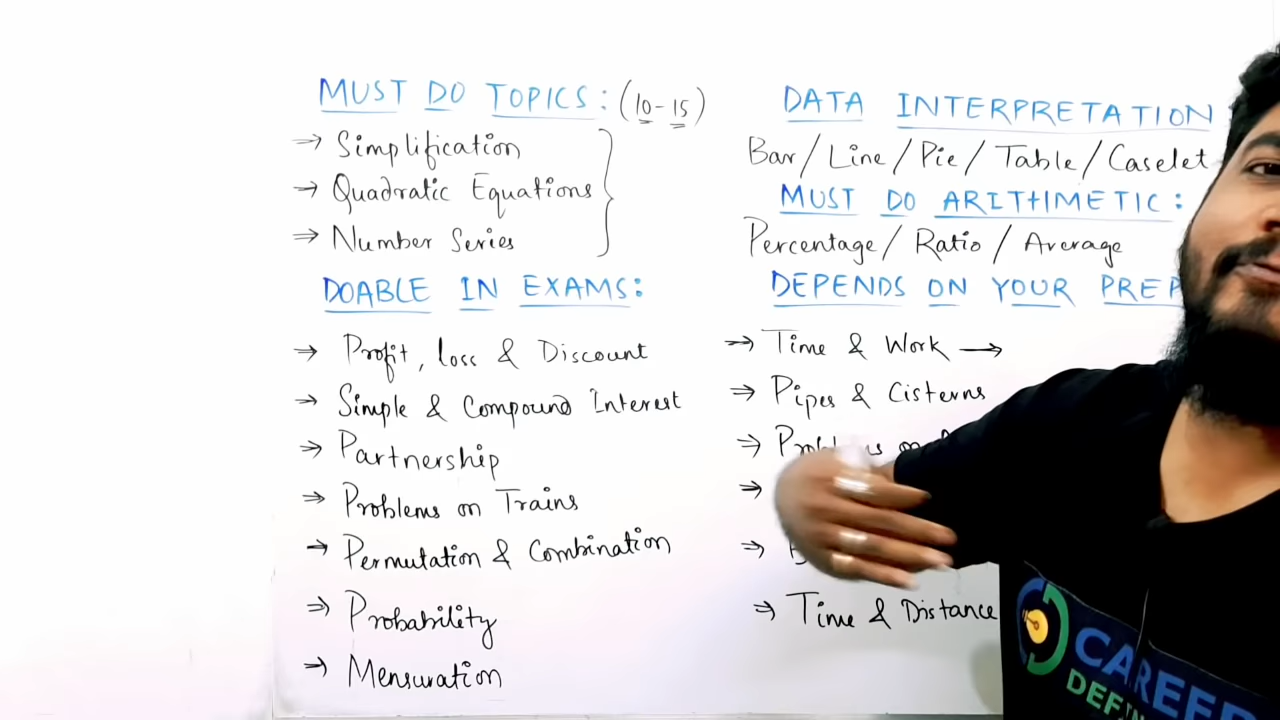 MUST DO TOPICS: (10-15)
→ Simplification
→ Quadratic Equations
→ Number Series
DOABLE IN EXAMS:
→ Profit, loss & Discount
→ Simple & Compound Interest
→ Partnership
→ Problems on Trains
→ Permutation & Combination
→ Probability
→ Mensuration
DATA INTERPRETATION
Bar/Line/Pie/Table/Caselet
MUST DO ARITHMETIC:
Percentage/Ratio/Average
DEPENDS ON YOUR PREP
→ Time & Work →
→ Pipes & Cisterns
→ on
→
→
→ Time & Distance